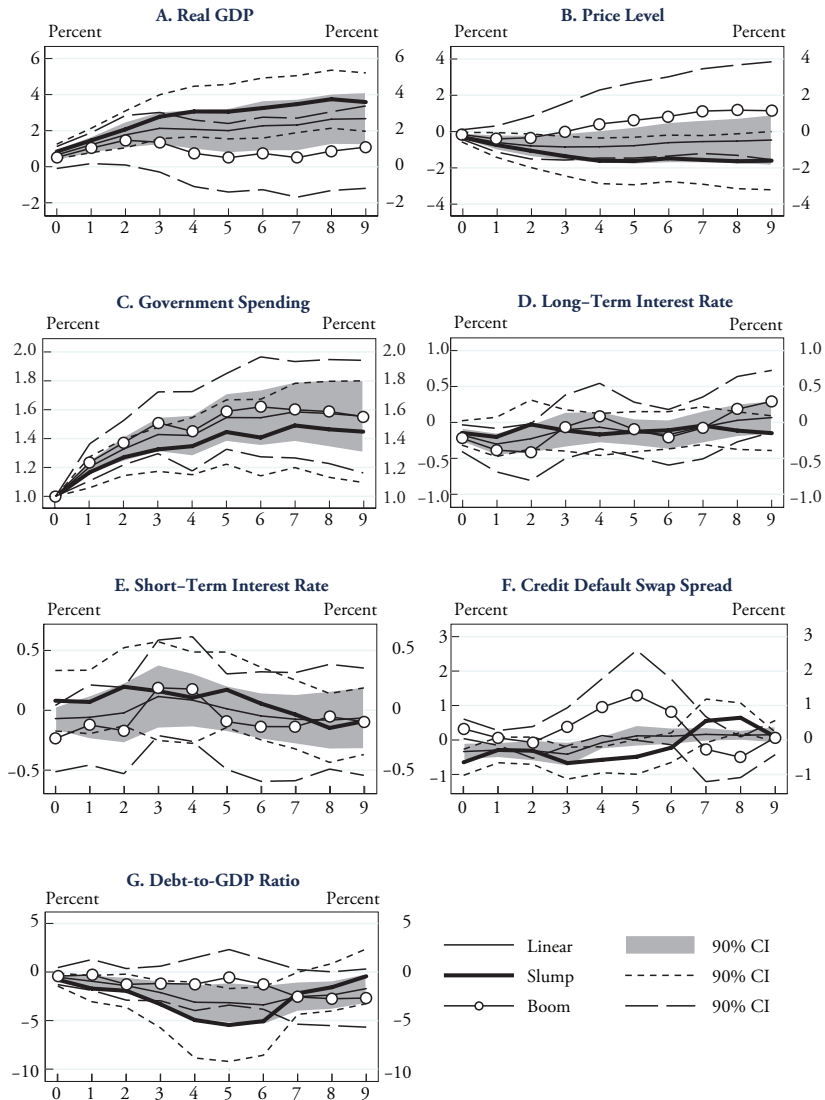 A. Real GDP
Percent Percent
6 6
4 4
2 2
0 0
–2 –2
0 1 2 3 4 5 6 7 8 9
B. Price Level
Percent Percent
4 4
2 2
0 0
–2 –2
–4 –4
0 1 2 3 4 5 6 7 8 9
C. Government Spending
Percent Percent
2.0 2.0
1.8 1.8
1.6 1.6
1.4 1.4
1.2 1.2
1.0 1.0
0 1 2 3 4 5 6 7 8 9
D. Long–Term Interest Rate
Percent Percent
1.0 1.0
0.5 0.5
0 0
–0.5 –0.5
–1.0 –1.0
0 1 2 3 4 5 6 7 8 9
E. Short–Term Interest Rate
Percent Percent
0.5 0.5
0 0
–0.5 –0.5
0 1 2 3 4 5 6 7 8 9
F. Credit Default Swap Spread
Percent Percent
3 3
2 2
1 1
0 0
–1 –1
0 1 2 3 4 5 6 7 8 9
G. Debt-to-GDP Ratio
Percent Percent
5 5
0 0
–5 –5
–10 –10
0 1 2 3 4 5 6 7 8 9
Linear 90% CI
Slump 90% CI
Boom 90% CI